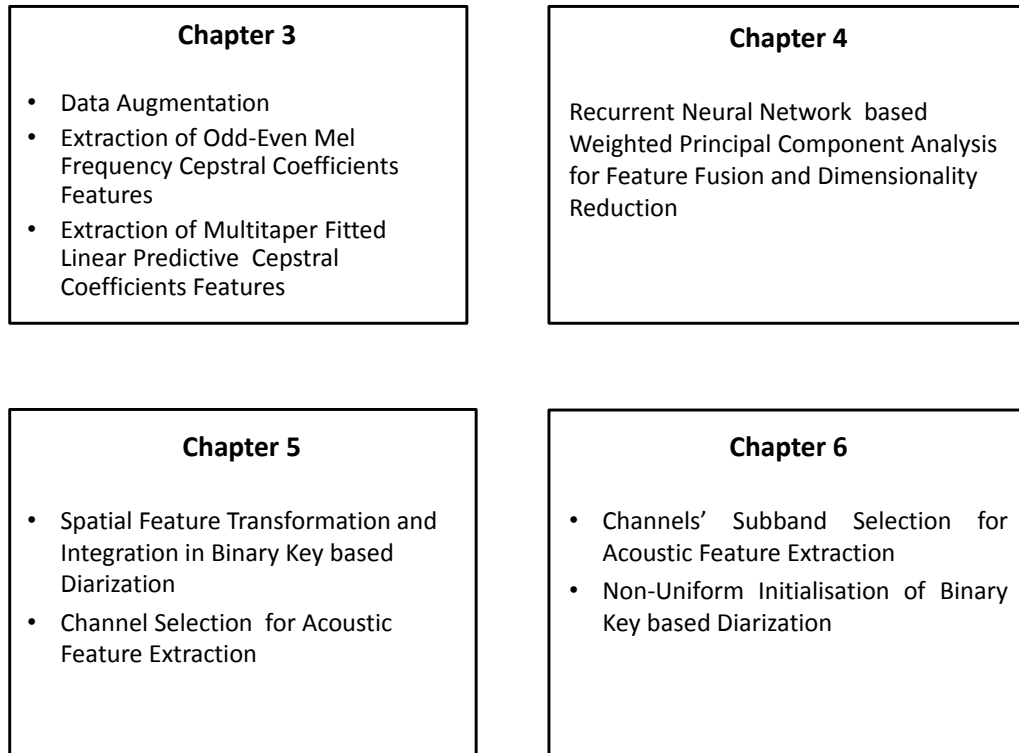 Chapter 3
• Data Augmentation
• Extraction of Odd-Even Mel
Frequency Cepstral Coefficients
Features
• Extraction of Multitaper Fitted
Linear Predictive Cepstral
Coefficients Features
Chapter 4
Recurrent Neural Network based
Weighted Principal Component Analysis
for Feature Fusion and Dimensionality
Reduction
Chapter 5
• Spatial Feature Transformation and
Integration in Binary Key based
Diarization
• Channel Selection for Acoustic
Feature Extraction
Chapter 6
• Channels’ Subband Selection for
Acoustic Feature Extraction
• Non-Uniform Initialisation of Binary
Key based Diarization